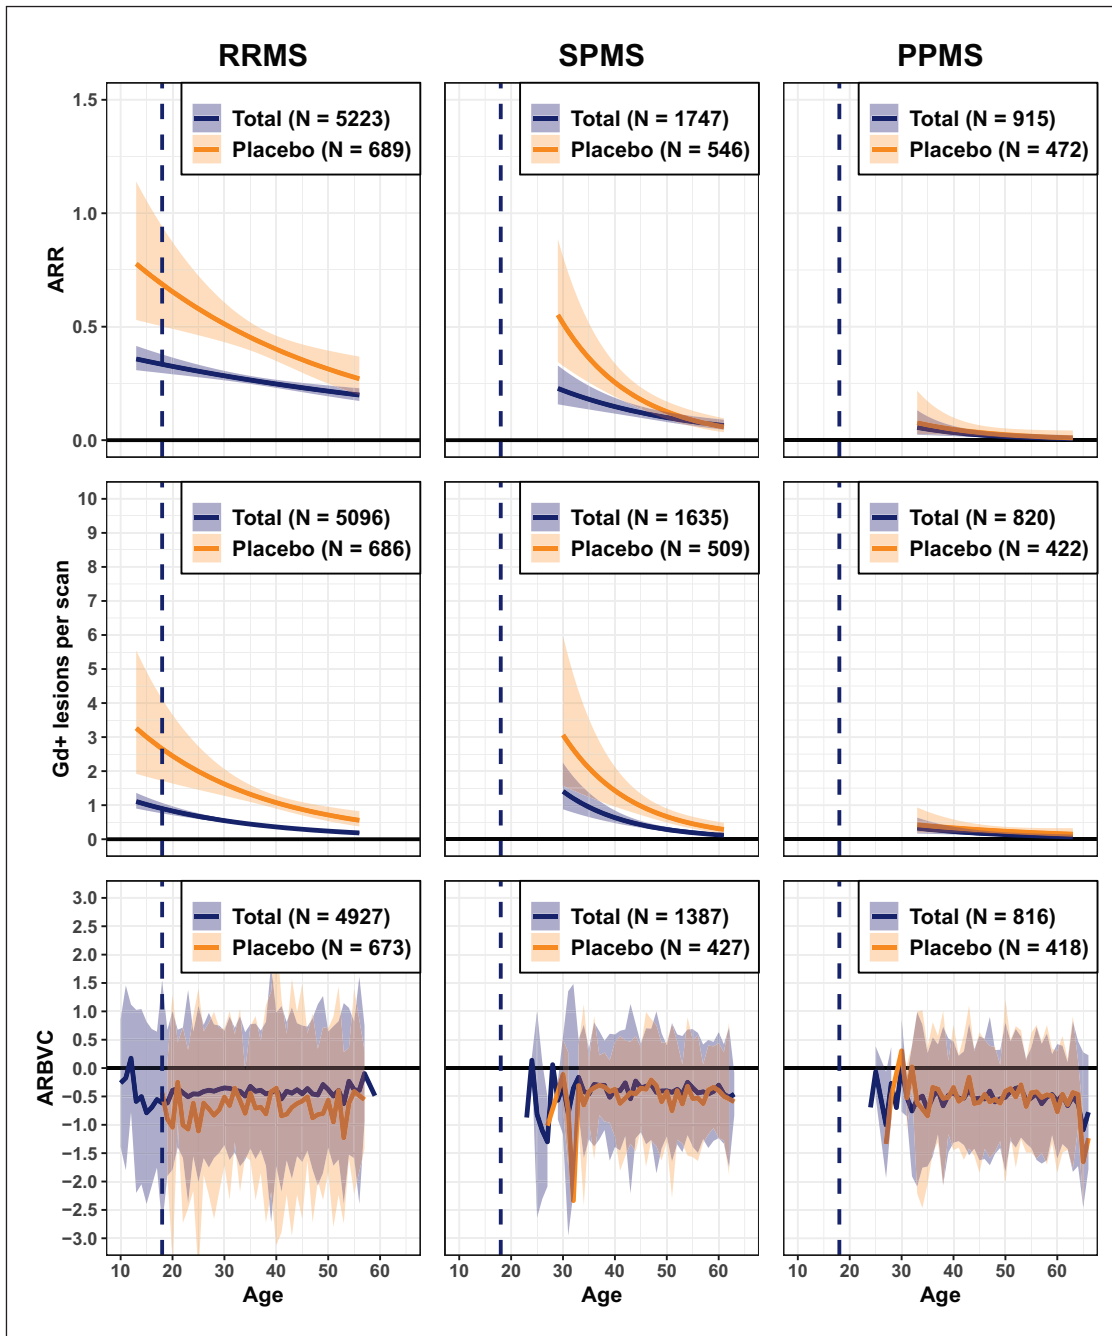 RRMS SPMS PPMS
Total (N = 5223)
Placebo (N = 689)
Total (N = 1747)
Placebo (N = 546)
Total (N = 915)
Placebo (N = 472)
ARR
1.5
1.0
0.5
0.0
Total (N = 5096)
Placebo (N = 686)
Total (N = 1635)
Placebo (N = 509)
Total (N = 820)
Placebo (N = 422)
Gd+ lesions per scan
10
9
8
7
6
5
4
3
2
1
0
Total (N = 4927)
Placebo (N = 673)
Total (N = 1387)
Placebo (N = 427)
Total (N = 816)
Placebo (N = 418)
ARBVC
3.0
2.5
2.0
1.5
1.0
0.5
0.0
−0.5
−1.0
−1.5
−2.0
−2.5
−3.0
10 20 30 40 50 60 10 20 30 40 50 60 10 20 30 40 50 60
Age Age Age